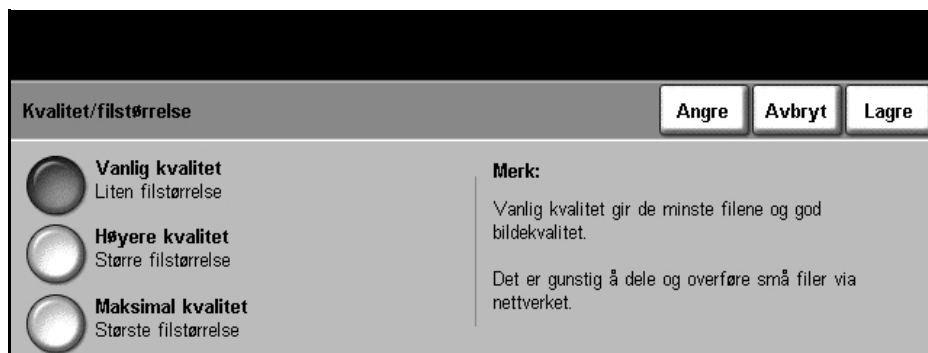 Kvalitet/filstørrelse
Angre
Avbryt
Lagre
Vanlig kvalitet
Liten filstørrelse
Høyere kvalitet
Større filstørrelse
Maksimal kvalitet
Største filstørrelse
Merk:
Vanlig kvalitet gir de minste filene og god
bildekvalitet.
Det er gunstig å dele og overføre små filer via
nettverket.